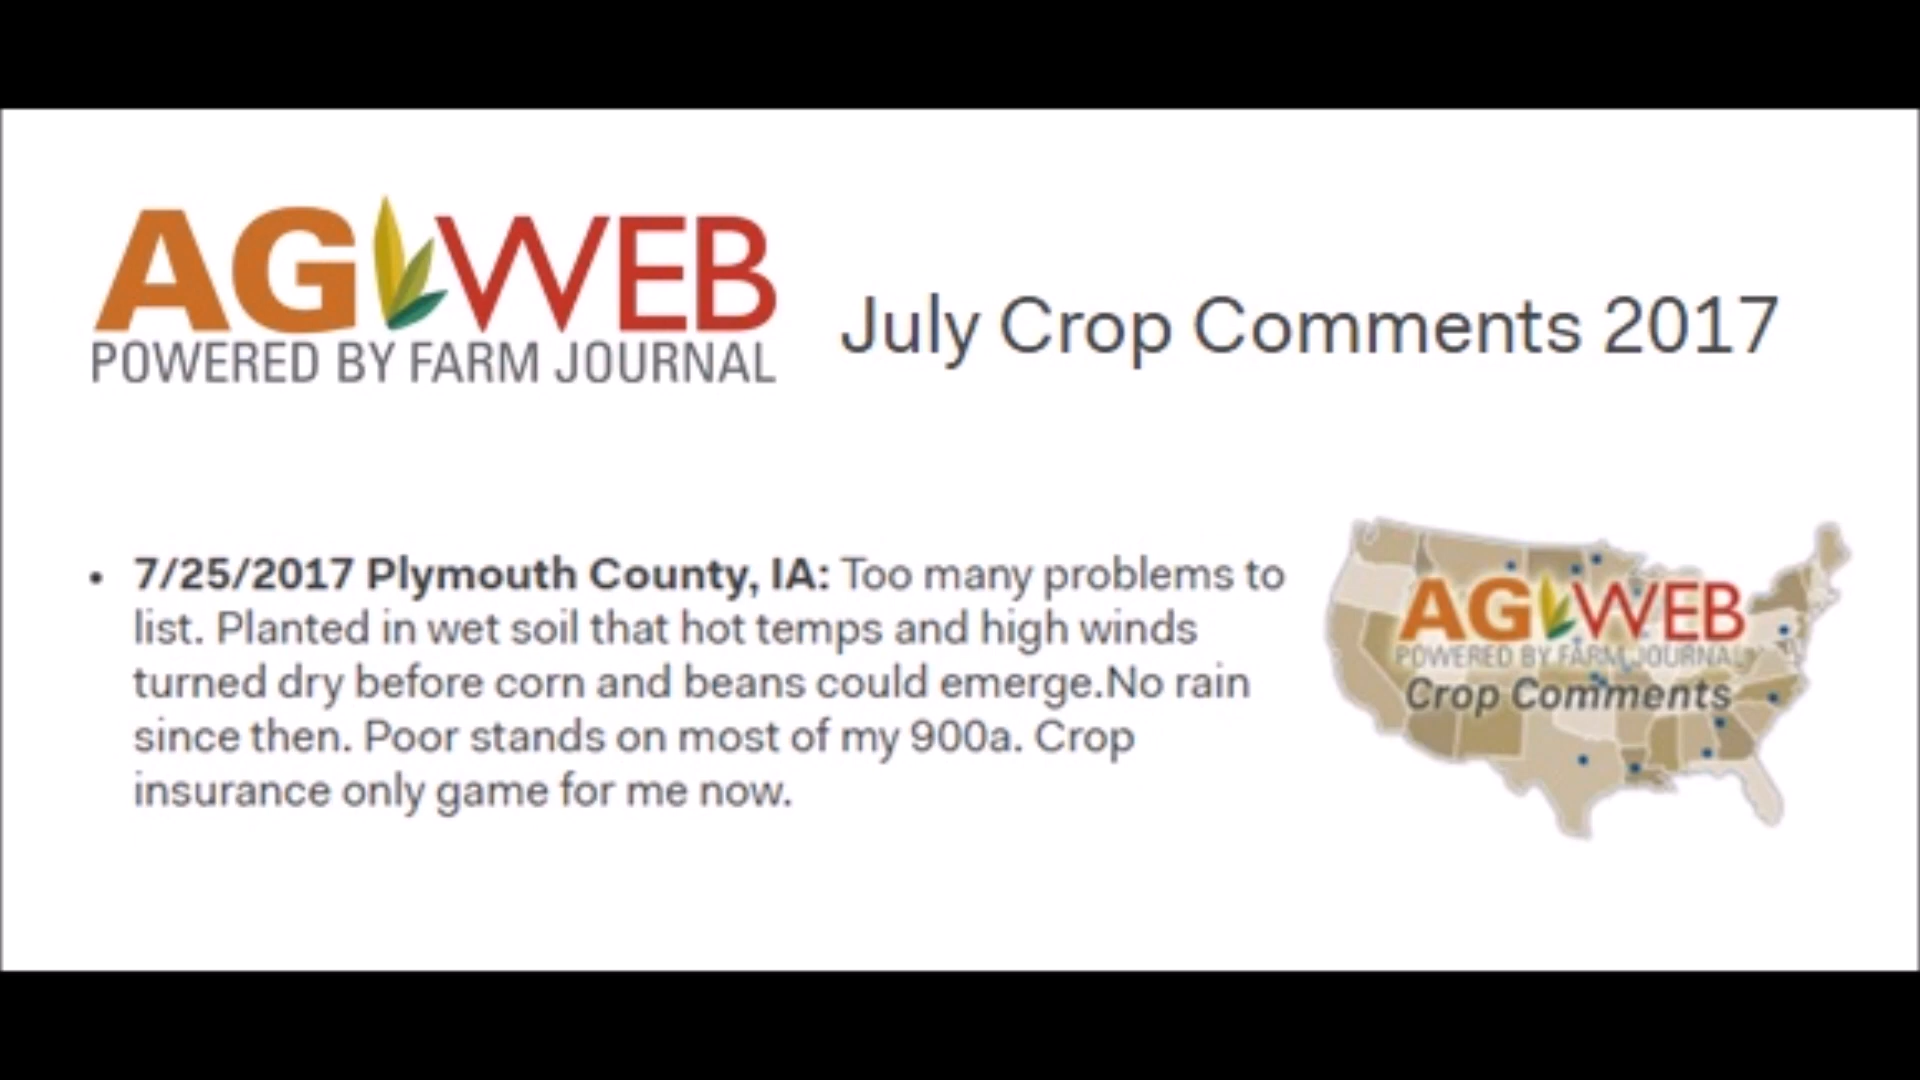 AGWEB
POWERED BY FARM JOURNAL
July Crop Comments 2017
• 7/25/2017 Plymouth County, IA: Too many problems to
list. Planted in wet soil that hot temps and high winds
turned dry before corn and beans could emerge.No rain
since then. Poor stands on most of my 900a. Crop
insurance only game for me now.
AGWEB
POWERED BY FARM JOURNAL
Crop Comments